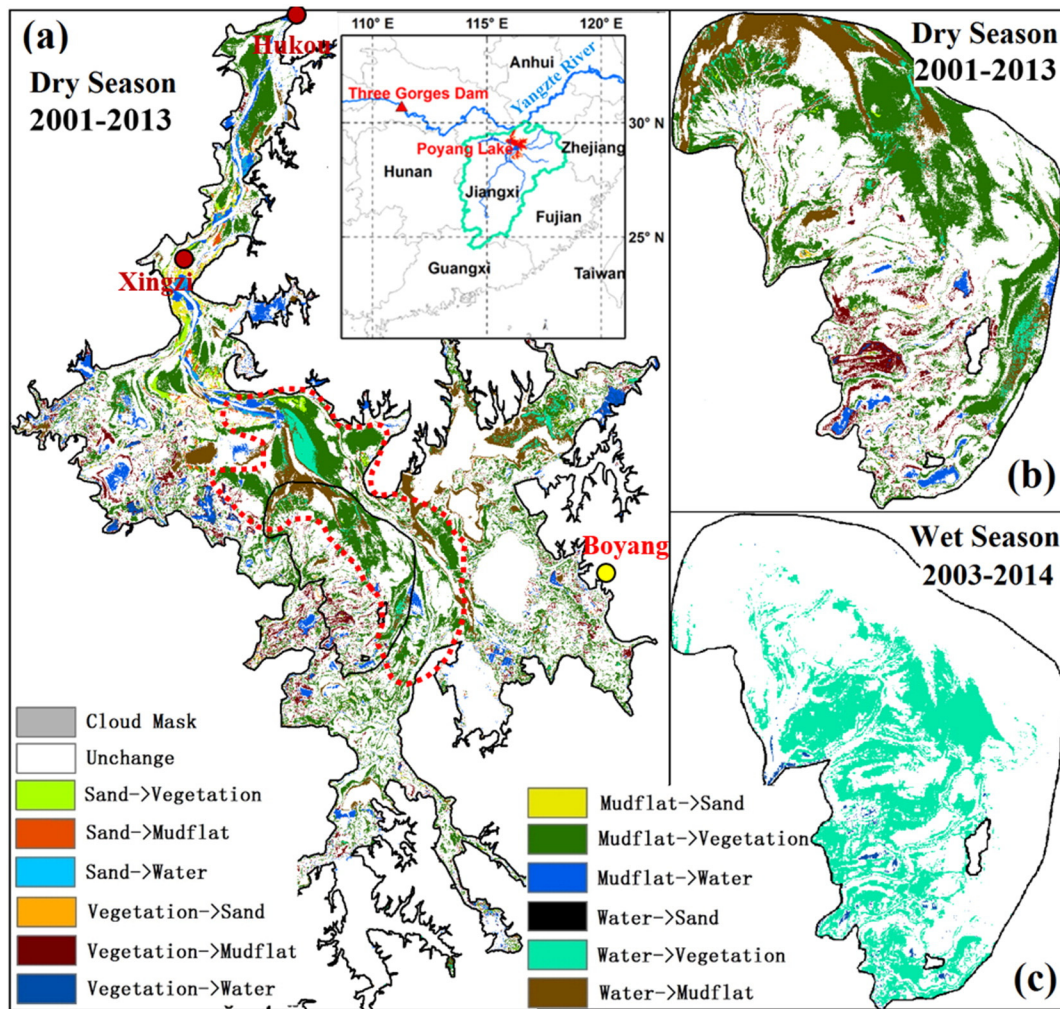 (a)
Dry Season
2001-2013
Hukou
Xingzi
Boyang
110° E
115° E
120° E
Anhui
Yangzte River
Three Gorges Dam
30° N
Poyang Lake
Zhejiang
Hunan
Jiangxi
Fujian
25° N
Guangxi
Taiwan
Cloud Mask
Unchange
Sand->Vegetation
Sand->Mudflat
Sand->Water
Vegetation->Sand
Vegetation->Mudflat
Vegetation->Water
Mudflat->Sand
Mudflat->Vegetation
Mudflat->Water
Water->Sand
Water->Vegetation
Water->Mudflat
Dry Season
2001-2013
(b)
Wet Season
2003-2014
(c)